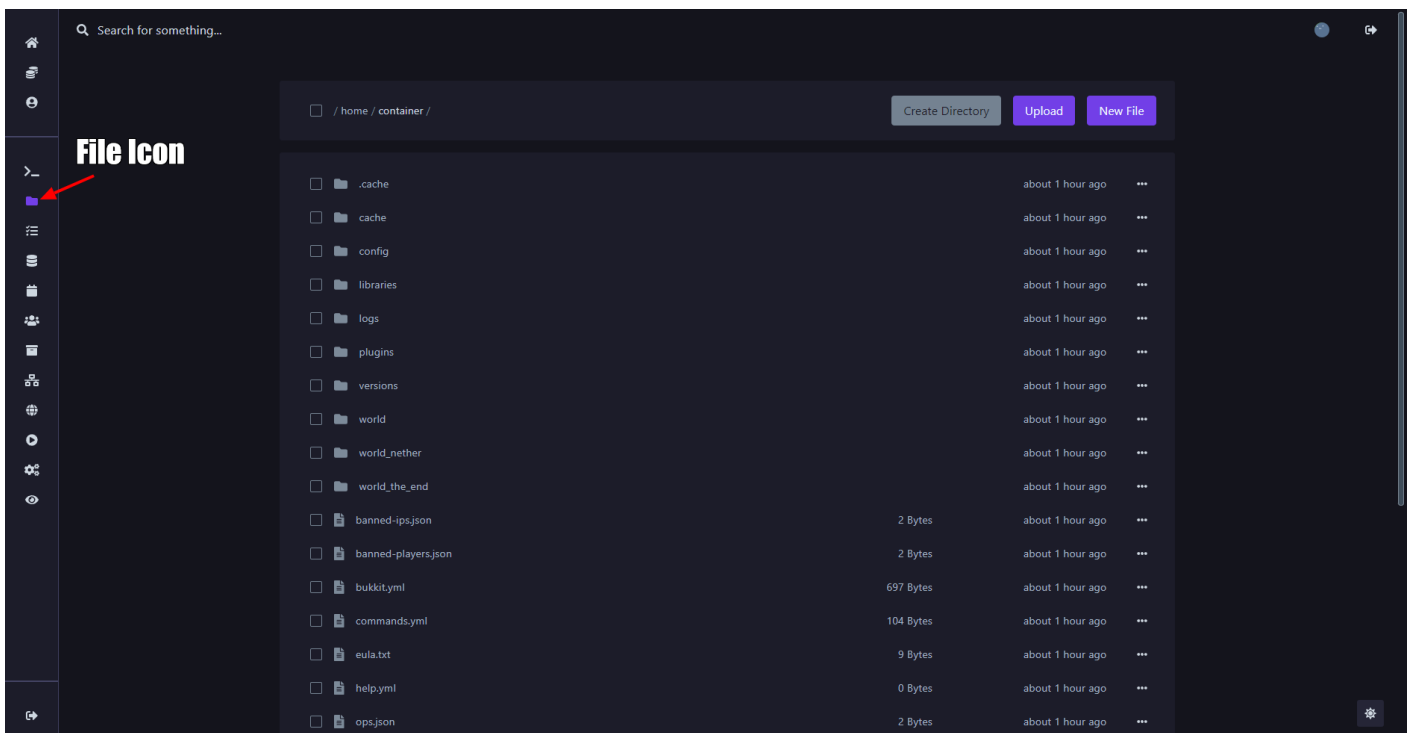 Search for something...
/ home / container /
Create Directory
Upload
New File
File Icon
.cache about 1 hour ago
cache about 1 hour ago
config about 1 hour ago
libraries about 1 hour ago
logs about 1 hour ago
plugins about 1 hour ago
versions about 1 hour ago
world about 1 hour ago
world_nether about 1 hour ago
world_the_end about 1 hour ago
banned-ips.json 2 Bytes about 1 hour ago
banned-players.json 2 Bytes about 1 hour ago
bukkit.yml 697 Bytes about 1 hour ago
commands.yml 104 Bytes about 1 hour ago
eula.txt 9 Bytes about 1 hour ago
help.yml 0 Bytes about 1 hour ago
ops.json 2 Bytes about 1 hour ago